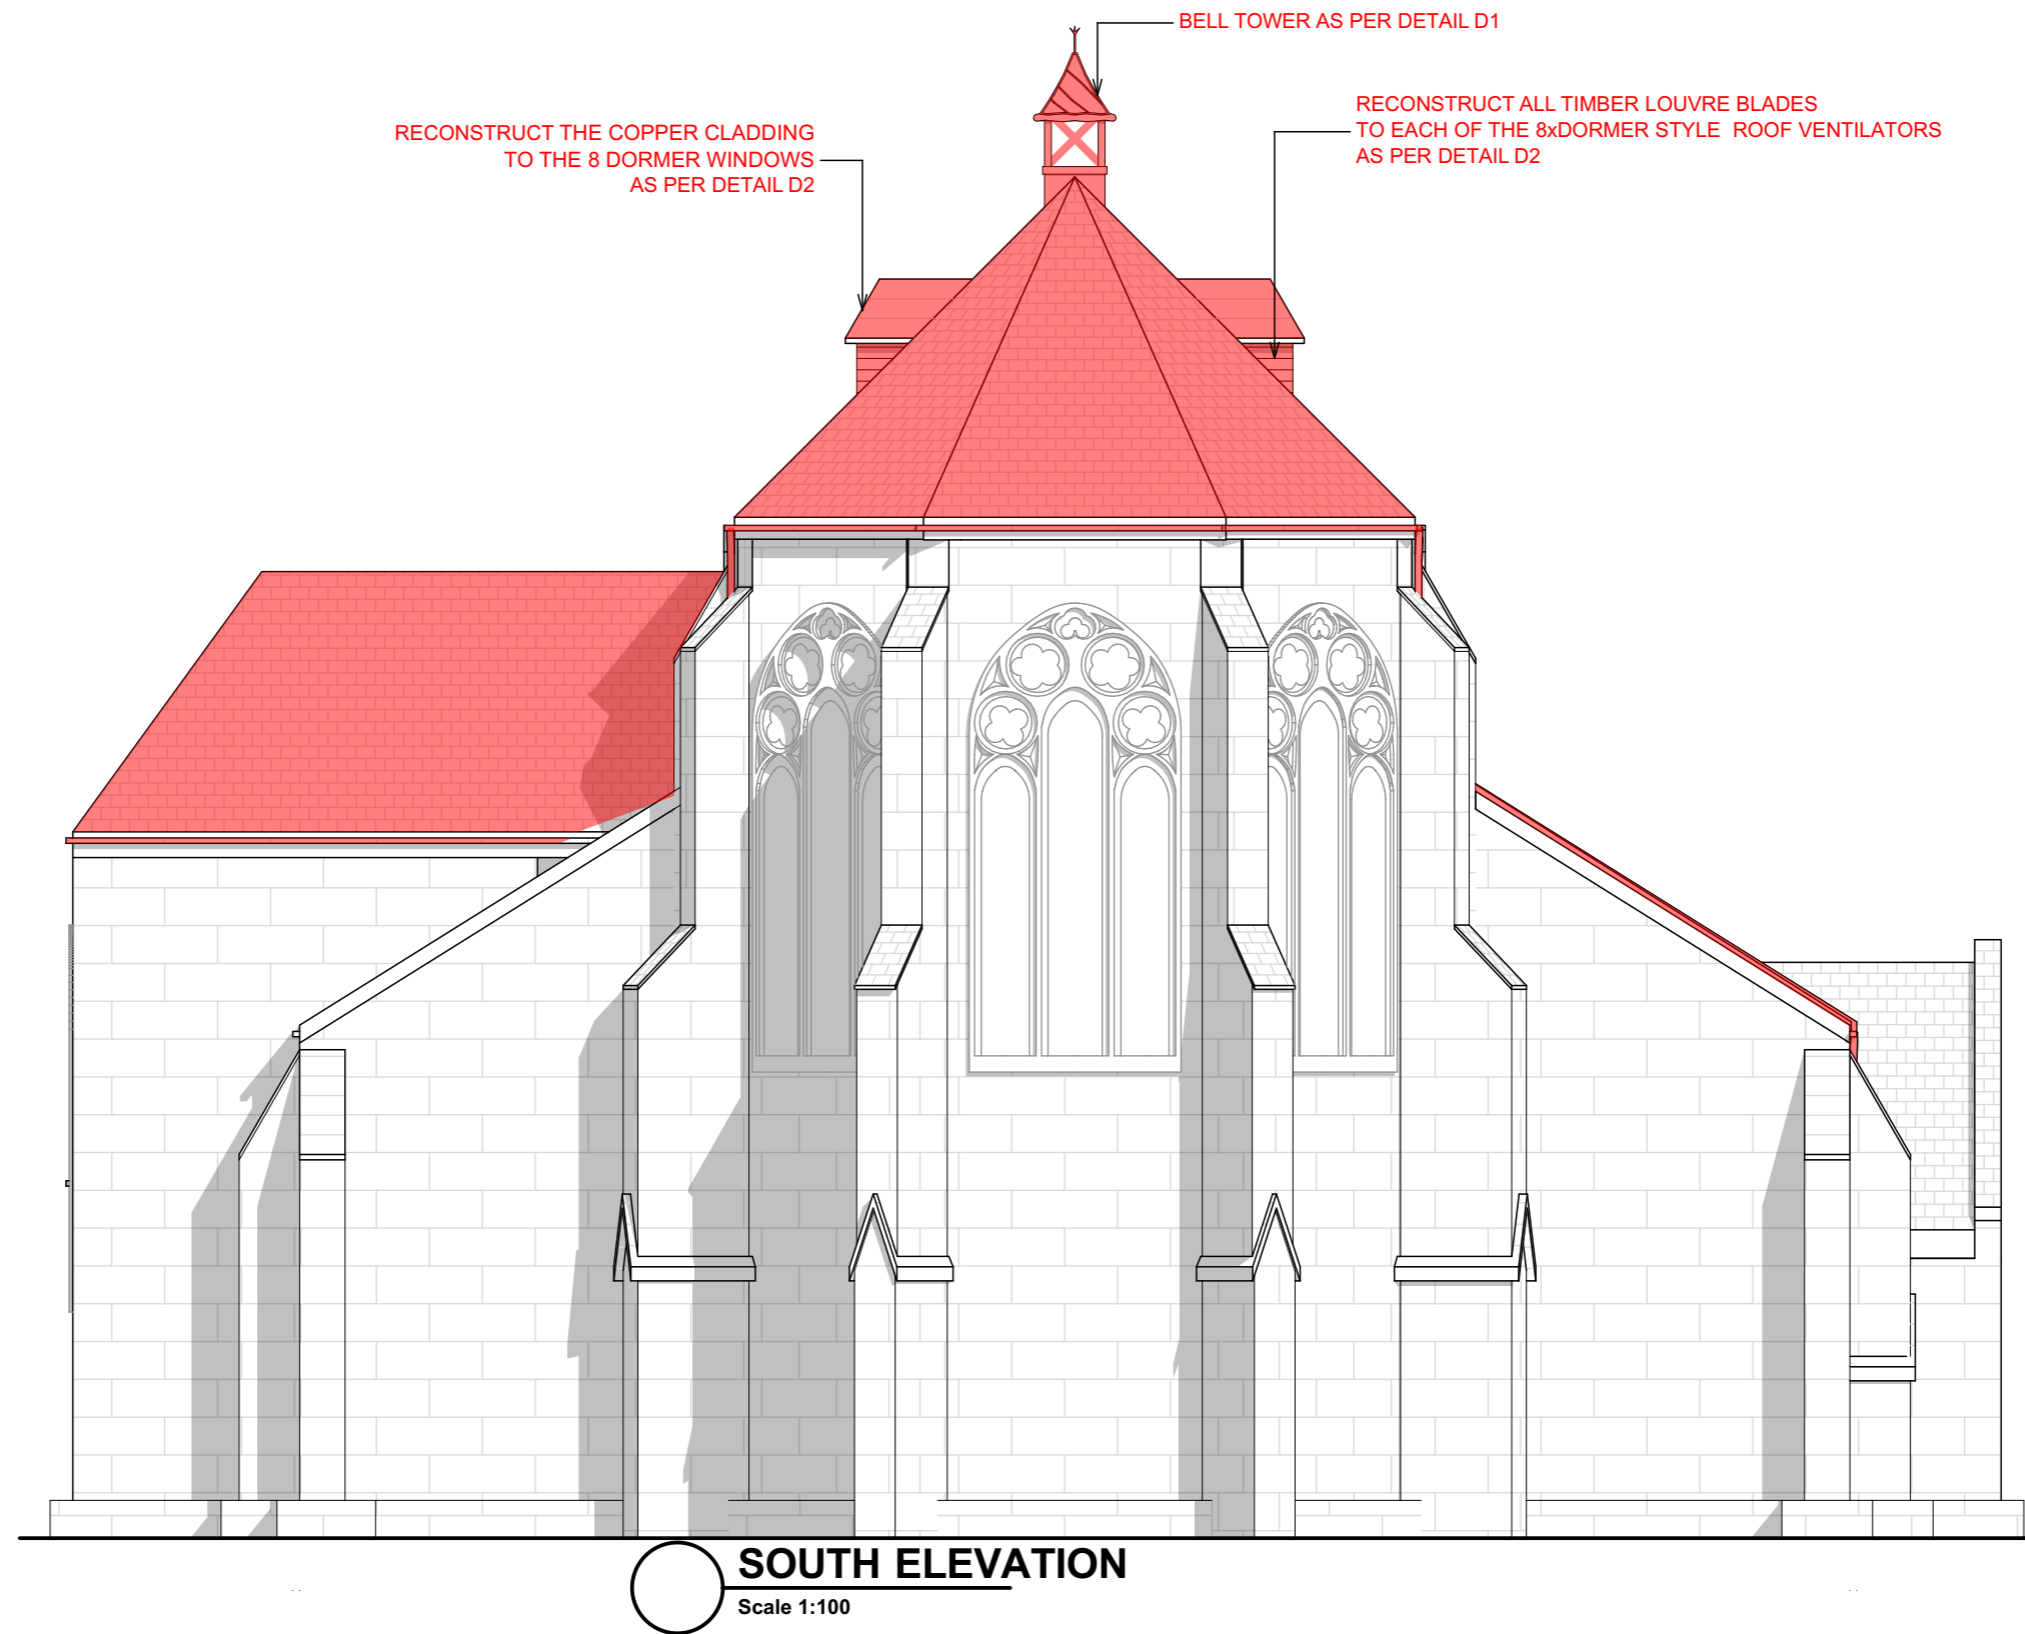 BELL TOWER AS PER DETAIL D1
RECONSTRUCT THE COPPER CLADDING
TO THE 8 DORMER WINDOWS
AS PER DETAIL D2
RECONSTRUCT ALL TIMBER LOUVRE BLADES
TO EACH OF THE 8xDORMER STYLE ROOF VENTILATORS
AS PER DETAIL D2
SOUTH ELEVATION
Scale 1:100